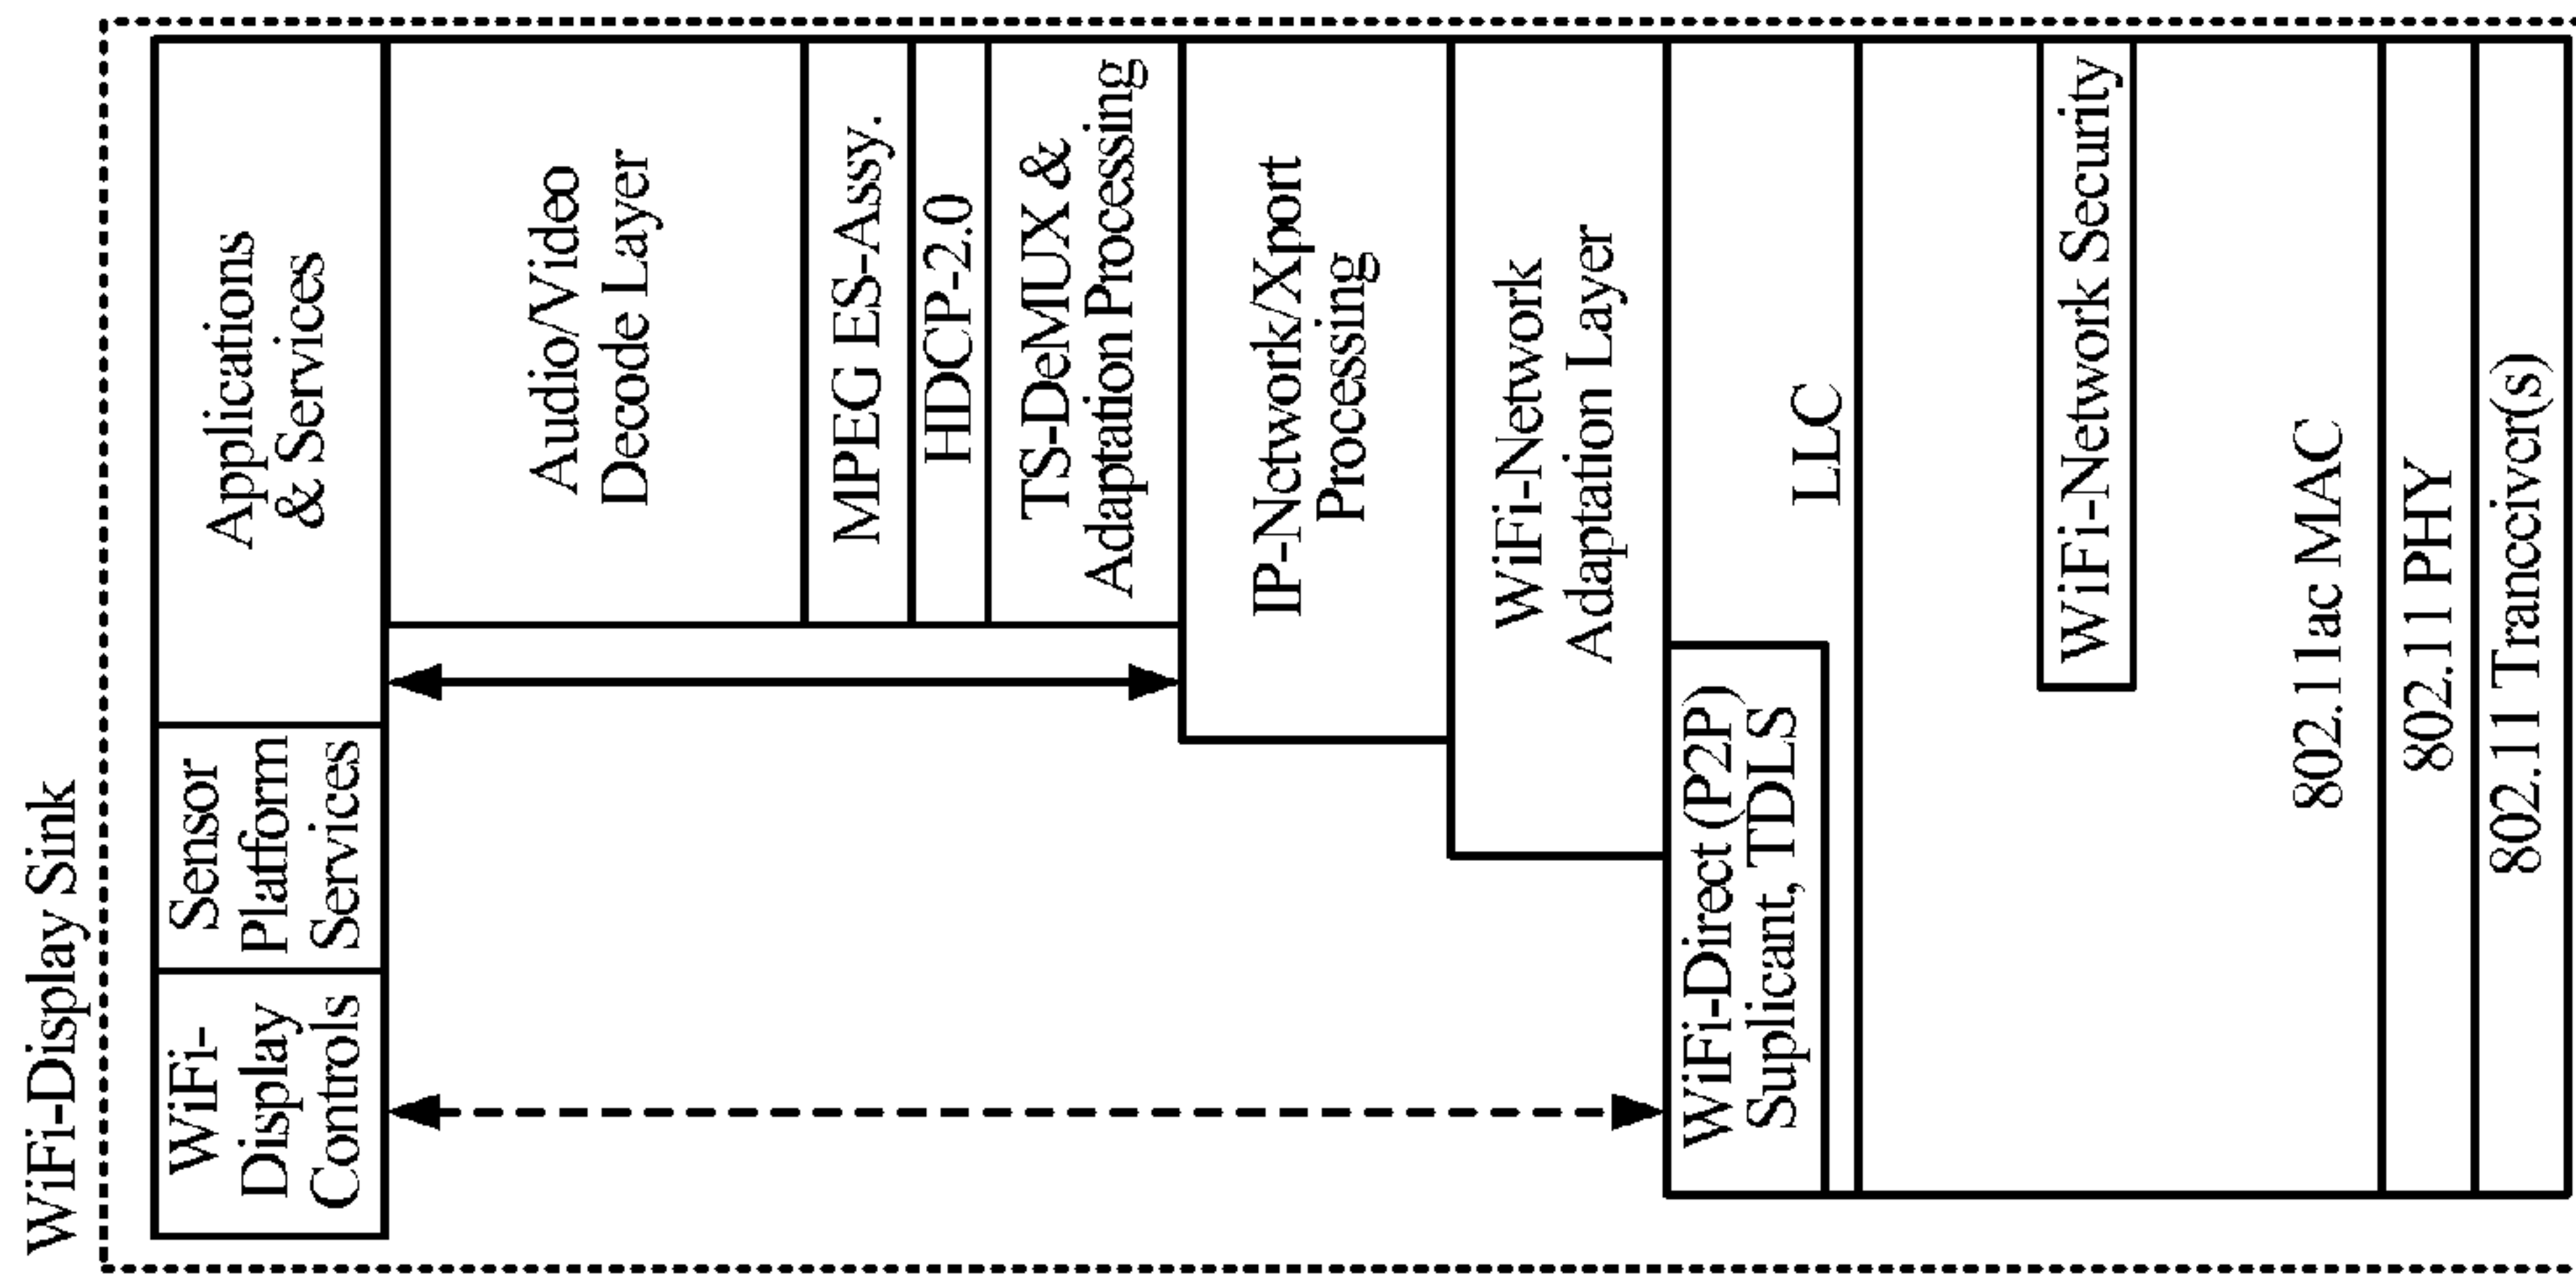 WiFi-Display Sink
WiFi-
Display
Controls
Sensor
Platform
Services
Applications
& Services
Audio/Video
Decode Layer
MPEG ES-Assy.
HDCP-2.0
TS-DeMUX &
Adaptation Processing
IP-Network/Xport
Processing
WiFi-Network
Adaptation Layer
WiFi-Direct (P2P)
Suplicant, TDLS
LLC
WiFi-Network Security
802.11ac MAC
802.11 PHY
802.11 Tranceiver(s)